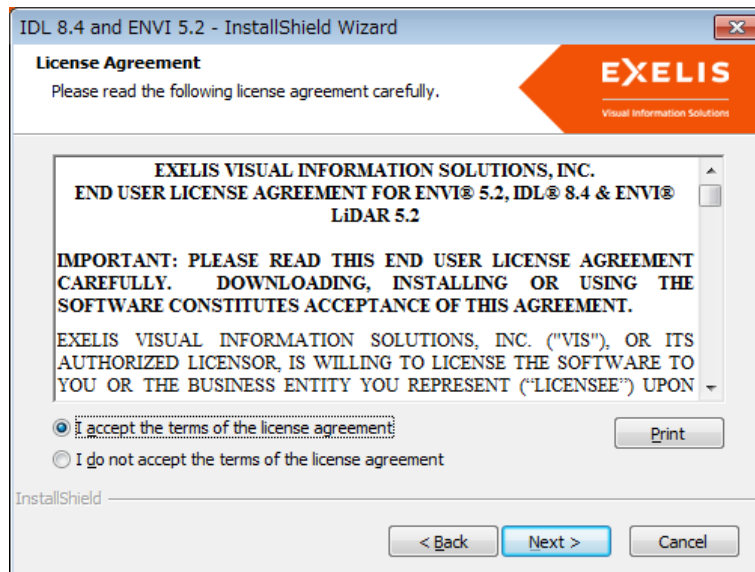 IDL 8.4 and ENVI 5.2 - InstallShield Wizard
License Agreement
Please read the following license agreement carefully.
EXELIS
Visual Information Solutions
EXELIS VISUAL INFORMATION SOLUTIONS, INC.
END USER LICENSE AGREEMENT FOR ENVI® 5.2, IDL® 8.4 & ENVI®
LiDAR 5.2
IMPORTANT: PLEASE READ THIS END USER LICENSE AGREEMENT
CAREFULLY. DOWNLOADING, INSTALLING OR USING THE
SOFTWARE CONSTITUTES ACCEPTANCE OF THIS AGREEMENT.
EXELIS VISUAL INFORMATION SOLUTIONS, INC. ("VIS"), OR ITS
AUTHORIZED LICENSOR, IS WILLING TO LICENSE THE SOFTWARE TO
YOU OR THE BUSINESS ENTITY YOU REPRESENT (“LICENSEE”) UPON
I accept the terms of the license agreement
Print
I do not accept the terms of the license agreement
InstallShield
< Back
Next >
Cancel